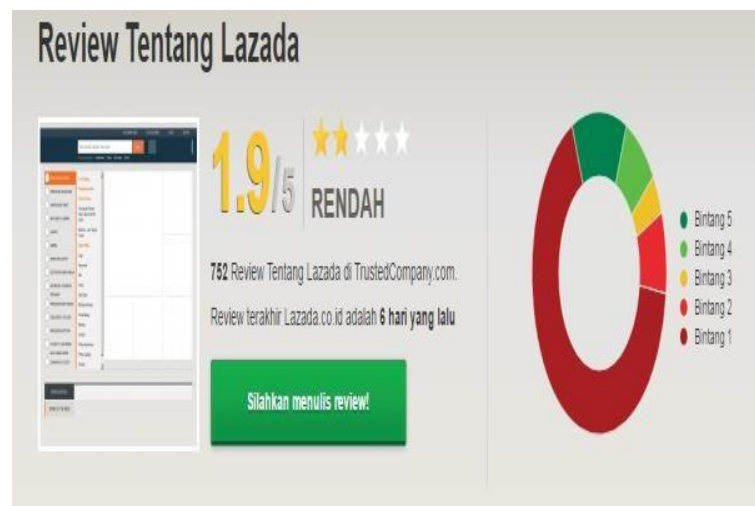 Review Tentang Lazada
1.9/5
RENDAH
752 Review Tentang Lazada di TrustedCompany.com.
Review terakhir Lazada.co.id adalah 6 hari yang lalu
Silahkan menulis review!
Bintang 5
Bintang 4
Bintang 3
Bintang 2
Bintang 1